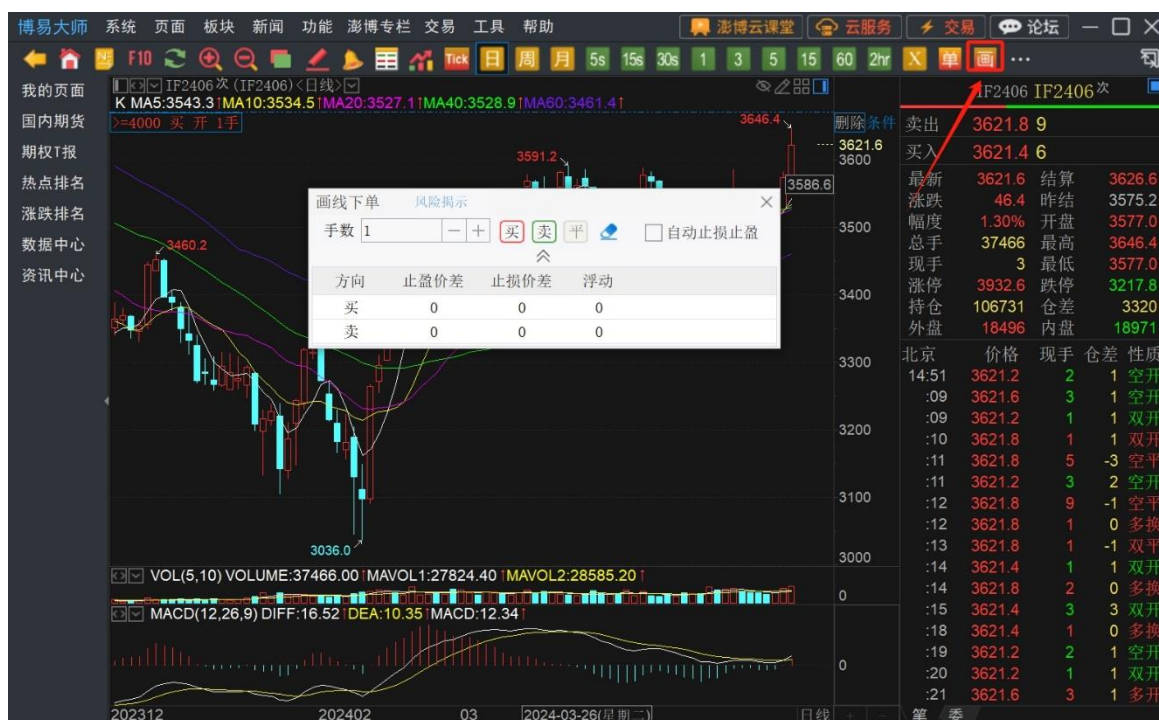 博易大师 系统 页面 板块 新闻 功能 澎博专栏 交易 工具 帮助 澎博云课堂 云服务 交易 论坛
F10 Tick 日 周 月 5s 15s 30s 1 3 5 15 60 2hr X 单 画 ...
我的页面
国内期货
期权T报
热点排名
涨跌排名
数据中心
资讯中心
IF2406次 (IF2406)<日线>
K MA5:3543.3↑MA10:3534.5↑MA20:3527.1↑MA40:3528.9↑MA60:3461.4↑
>=4000 买 开 1手
删除条件
3646.4
3621.6
3600
3591.2
3586.6
3500
3460.2
3400
3300
3200
3100
3036.0
3000
画线下单 风险揭示
手数 1 — + 买 卖 平 自动止损止盈
方向 止盈价差 止损价差 浮动
买 0 0 0
卖 0 0 0
VOL(5,10) VOLUME:37466.00↑MAVOL1:27824.40↑MAVOL2:28585.20↑
0
MACD(12,26,9) DIFF:16.52↑DEA:10.35↑MACD:12.34↑
0
202312 202402 03 2024-03-26(星期二) 日线 + -
IF2406 IF2406次
卖出 3621.8 9
买入 3621.4 6
最新 3621.6 结算 3626.6
涨跌 46.4 昨结 3575.2
幅度 1.30% 开盘 3577.0
总手 37466 最高 3646.4
现手 3 最低 3577.0
涨停 3932.6 跌停 3217.8
持仓 106731 仓差 3320
外盘 18496 内盘 18971
北京 价格 现手 仓差 性质
14:51 3621.2 2 1 空开
:09 3621.6 3 1 空开
:09 3621.2 1 1 双开
:10 3621.8 1 1 双开
:11 3621.8 5 -3 空平
:11 3621.2 3 2 空开
:12 3621.8 9 -1 空平
:12 3621.8 1 0 多换
:13 3621.8 1 -1 双平
:14 3621.4 1 1 双开
:14 3621.8 2 0 多换
:15 3621.4 3 3 双开
:18 3621.4 1 0 多换
:19 3621.2 2 1 空开
:20 3621.2 1 1 双开
:21 3621.6 3 1 多开
笔 委